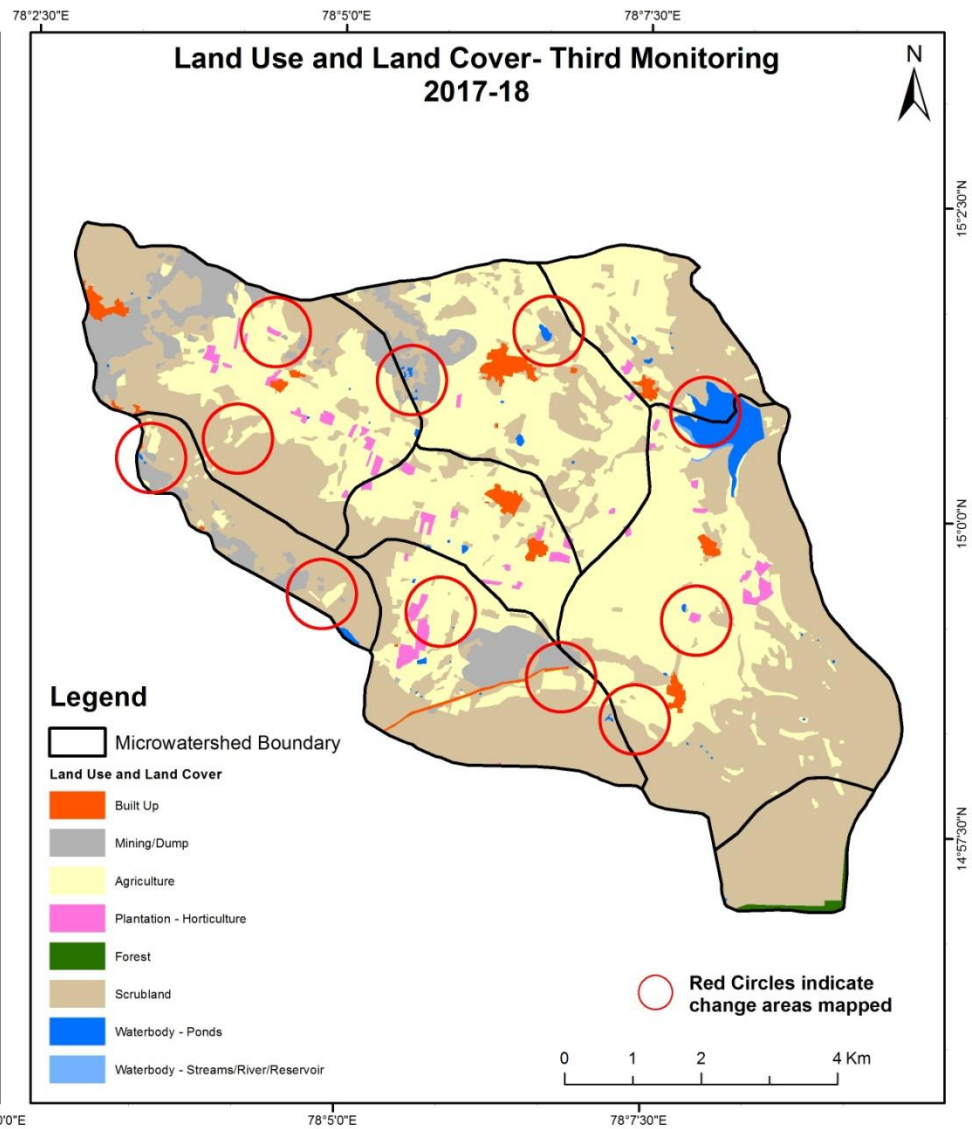 78°2'30"E 78°5'0"E 78°7'30"E
Land Use and Land Cover- Third Monitoring
2017-18
N
15°2'30"N
15°0'0"N
14°57'30"N
Legend
Microwatershed Boundary
Land Use and Land Cover
Built Up
Mining/Dump
Agriculture
Plantation - Horticulture
Forest
Scrubland
Waterbody - Ponds
Waterbody - Streams/River/Reservoir
Red Circles indicate
change areas mapped
0 1 2 4 Km
0'0"E 78°5'0"E 78°7'30"E